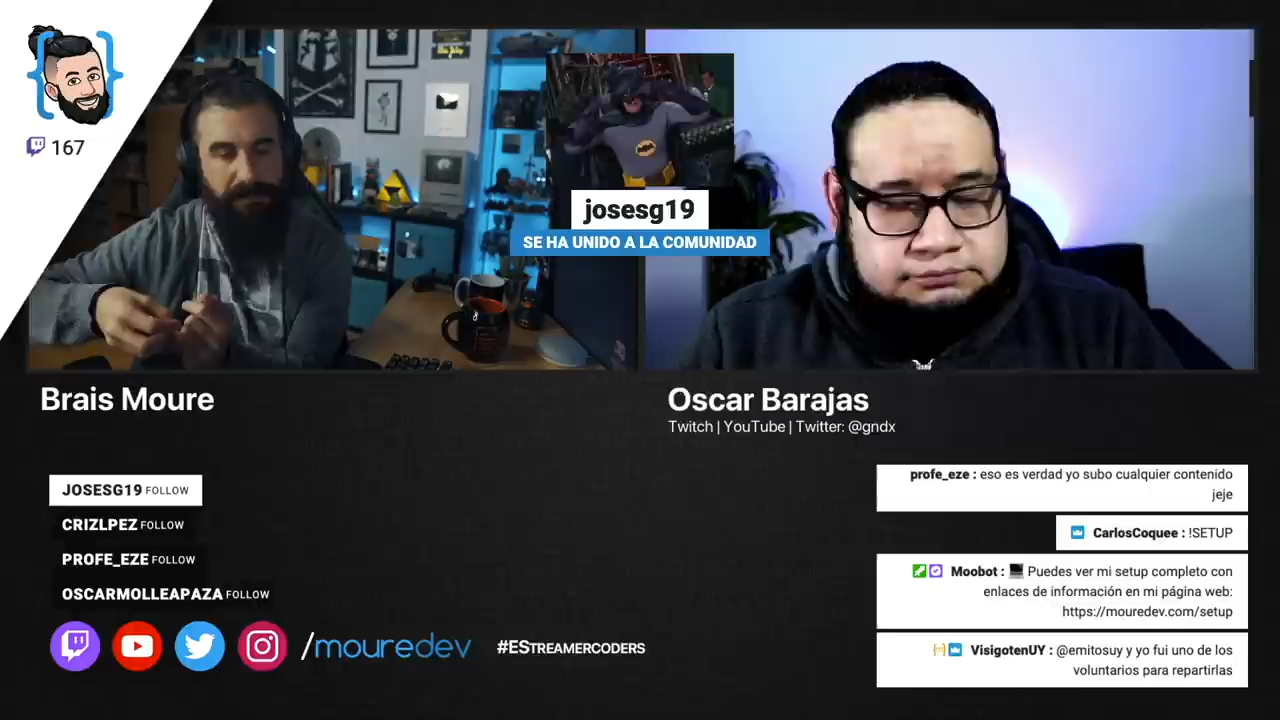 167
josesg19
SE HA UNIDO A LA COMUNIDAD
Brais Moure
Oscar Barajas
Twitch | YouTube | Twitter: @gndx
JOSESG19 FOLLOW
CRIZLPEZ FOLLOW
PROFE_EZE FOLLOW
OSCARMOLLEAPAZA FOLLOW
/mouredev
#ESTREAMERCODERS
profe_eze : eso es verdad yo subo cualquier contenido
jeje
CarlosCoquee : !SETUP
Moobot : Puedes ver mi setup completo con
enlaces de información en mi página web:
https://mouredev.com/setup
VisigotenUY : @emitosuy y yo fui uno de los
voluntarios para repartirlas